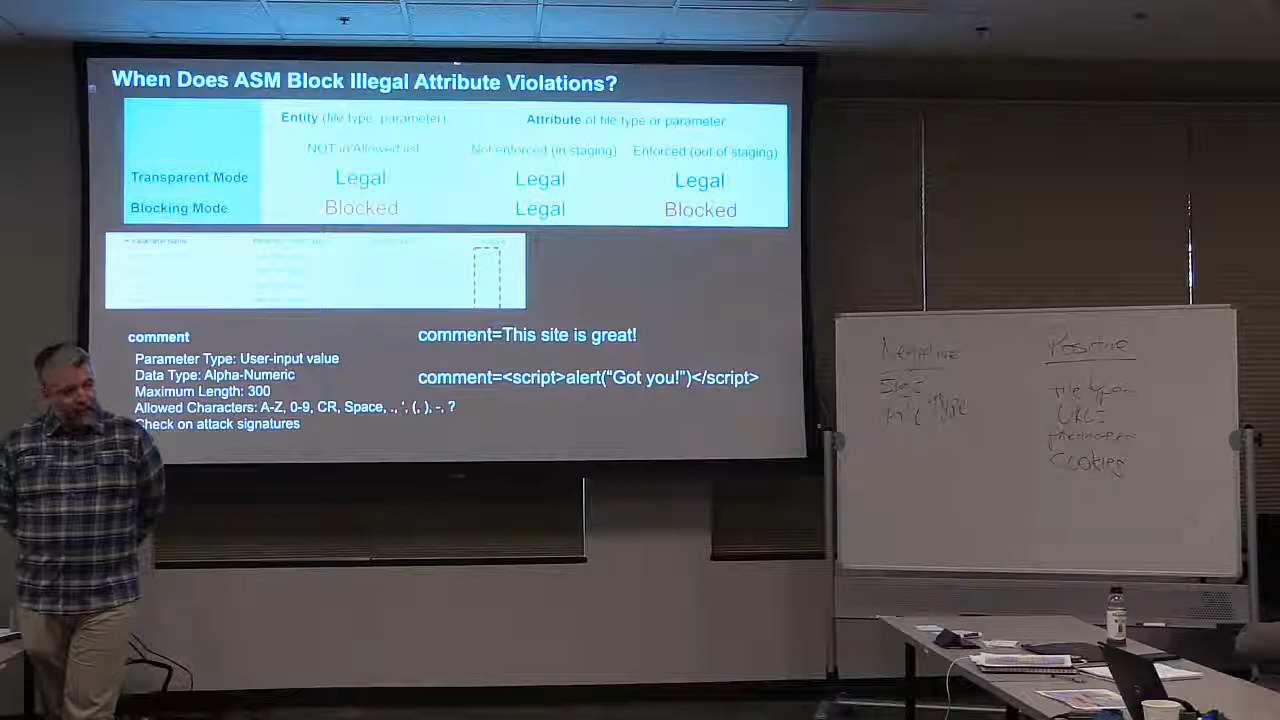 When Does ASM Block Illegal Attribute Violations?
Entity (file type, parameter) Attribute of file type or parameter
NOT in Allowed list Not enforced (in staging) Enforced (out of staging)
Transparent Mode Legal Legal Legal
Blocking Mode Blocked Legal Blocked
Parameter Name
comment
Parameter Type: User-input value
Data Type: Alpha-Numeric
Maximum Length: 300
Allowed Characters: A-Z, 0-9, CR, Space, ., ', (, ), -, ?
Check on attack signatures
comment=This site is great!
comment=<script>alert("Got you!")</script>
Negative
Positive
File types
URLs
parameters
Cookies